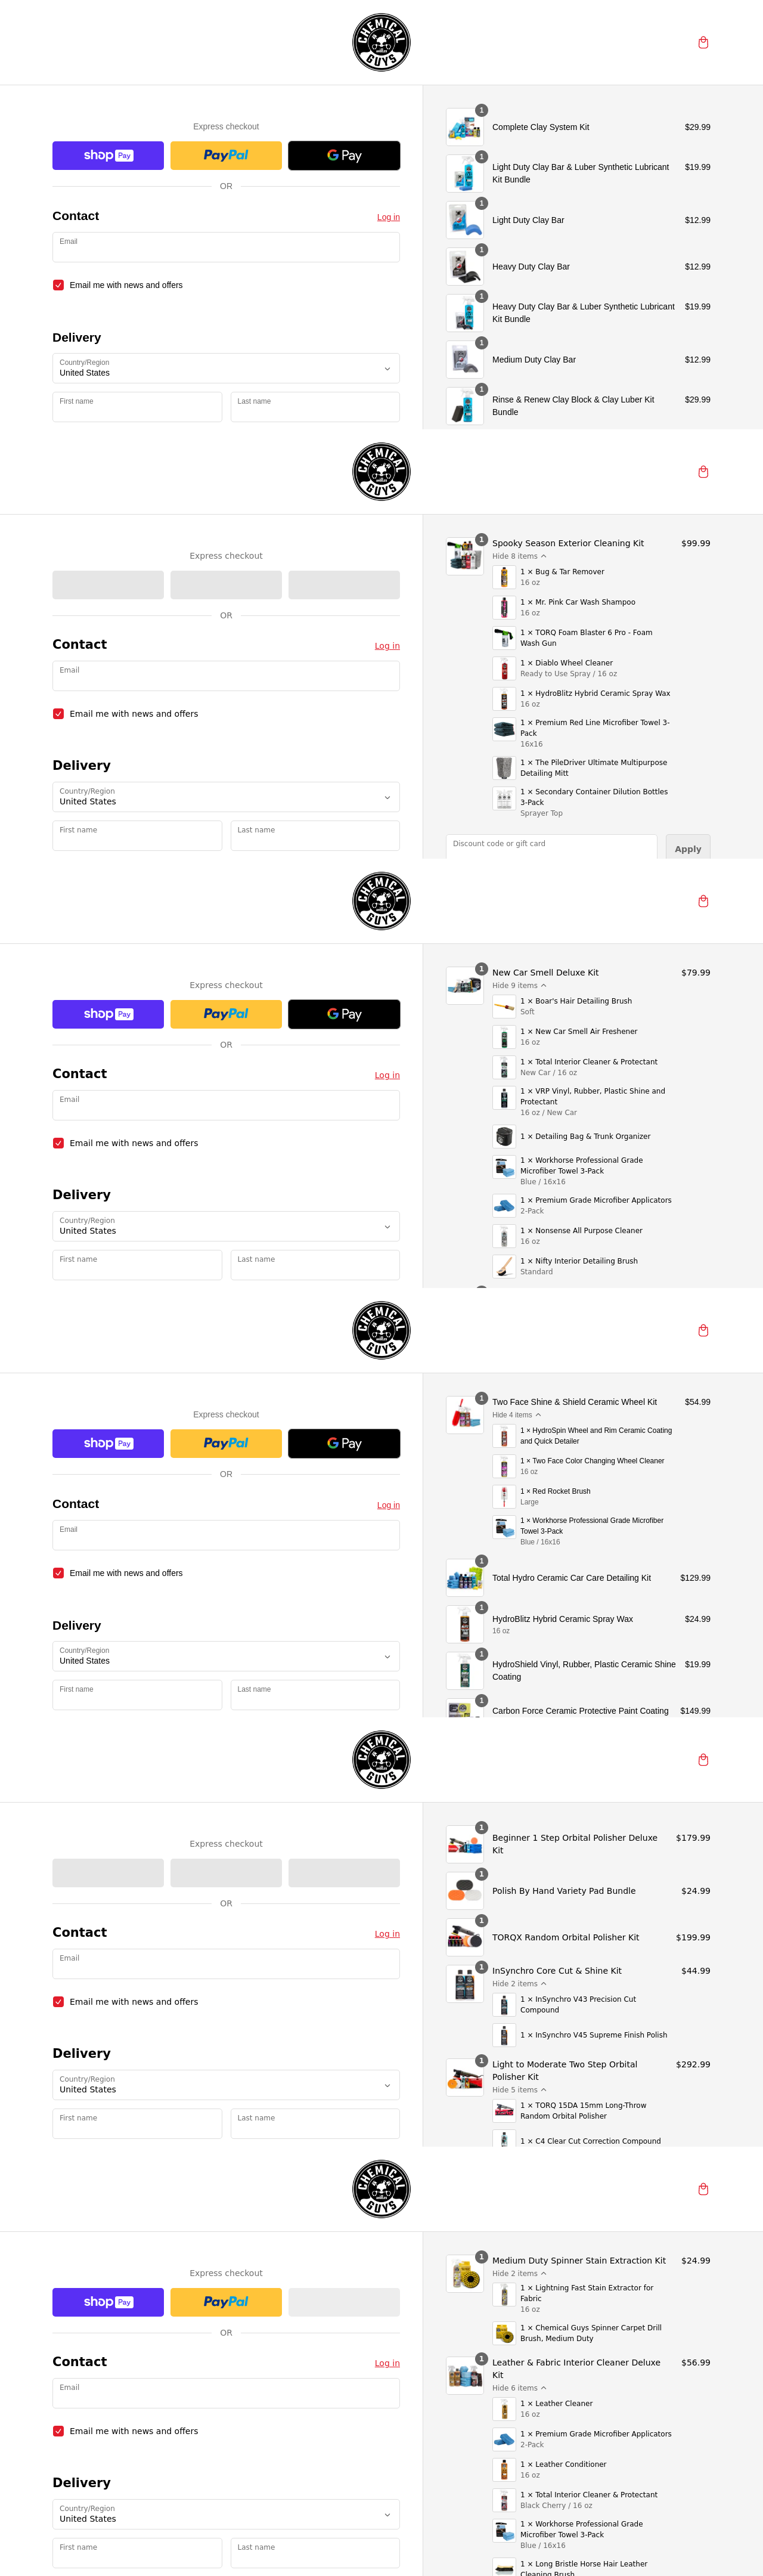 CHEMICAL GUYS
Express checkout
shop Pay
PayPal
G Pay
OR
Contact
Log in
Email
Email me with news and offers
Delivery
Country/Region
United States
First name
Last name
1
Complete Clay System Kit
$29.99
1
Light Duty Clay Bar & Luber Synthetic Lubricant
Kit Bundle
$19.99
1
Light Duty Clay Bar
$12.99
1
Heavy Duty Clay Bar
$12.99
1
Heavy Duty Clay Bar & Luber Synthetic Lubricant
Kit Bundle
$19.99
1
Medium Duty Clay Bar
$12.99
1
Rinse & Renew Clay Block & Clay Luber Kit
Bundle
$29.99
CHEMICAL GUYS
Express checkout
OR
Contact
Log in
Email
Email me with news and offers
Delivery
Country/Region
United States
First name
Last name
1
Spooky Season Exterior Cleaning Kit
$99.99
Hide 8 items
1 × Bug & Tar Remover
16 oz
1 × Mr. Pink Car Wash Shampoo
16 oz
1 × TORQ Foam Blaster 6 Pro - Foam
Wash Gun
1 × Diablo Wheel Cleaner
Ready to Use Spray / 16 oz
1 × HydroBlitz Hybrid Ceramic Spray Wax
16 oz
1 × Premium Red Line Microfiber Towel 3-
Pack
16x16
1 × The PileDriver Ultimate Multipurpose
Detailing Mitt
1 × Secondary Container Dilution Bottles
3-Pack
Sprayer Top
Discount code or gift card
Apply
CHEMICAL GUYS
Express checkout
shop Pay
PayPal
G Pay
OR
Contact
Log in
Email
Email me with news and offers
Delivery
Country/Region
United States
First name
Last name
1
New Car Smell Deluxe Kit
$79.99
Hide 9 items
1 × Boar's Hair Detailing Brush
Soft
1 × New Car Smell Air Freshener
16 oz
1 × Total Interior Cleaner & Protectant
New Car / 16 oz
1 × VRP Vinyl, Rubber, Plastic Shine and
Protectant
16 oz / New Car
1 × Detailing Bag & Trunk Organizer
1 × Workhorse Professional Grade
Microfiber Towel 3-Pack
Blue / 16x16
1 × Premium Grade Microfiber Applicators
2-Pack
1 × Nonsense All Purpose Cleaner
16 oz
1 × Nifty Interior Detailing Brush
Standard
CHEMICAL GUYS
Express checkout
shop Pay
PayPal
G Pay
OR
Contact
Log in
Email
Email me with news and offers
Delivery
Country/Region
United States
First name
Last name
1
Two Face Shine & Shield Ceramic Wheel Kit
$54.99
Hide 4 items
1 × HydroSpin Wheel and Rim Ceramic Coating
and Quick Detailer
1 × Two Face Color Changing Wheel Cleaner
16 oz
1 × Red Rocket Brush
Large
1 × Workhorse Professional Grade Microfiber
Towel 3-Pack
Blue / 16x16
1
Total Hydro Ceramic Car Care Detailing Kit
$129.99
1
HydroBlitz Hybrid Ceramic Spray Wax
16 oz
$24.99
1
HydroShield Vinyl, Rubber, Plastic Ceramic Shine
Coating
$19.99
1
Carbon Force Ceramic Protective Paint Coating
$149.99
CHEMICAL GUYS
Express checkout
OR
Contact
Log in
Email
Email me with news and offers
Delivery
Country/Region
United States
First name
Last name
1
Beginner 1 Step Orbital Polisher Deluxe
Kit
$179.99
1
Polish By Hand Variety Pad Bundle
$24.99
1
TORQX Random Orbital Polisher Kit
$199.99
1
InSynchro Core Cut & Shine Kit
$44.99
Hide 2 items
1 × InSynchro V43 Precision Cut
Compound
1 × InSynchro V45 Supreme Finish Polish
1
Light to Moderate Two Step Orbital
Polisher Kit
$292.99
Hide 5 items
1 × TORQ 15DA 15mm Long-Throw
Random Orbital Polisher
1 × C4 Clear Cut Correction Compound
CHEMICAL GUYS
Express checkout
shop Pay
PayPal
OR
Contact
Log in
Email
Email me with news and offers
Delivery
Country/Region
United States
First name
Last name
1
Medium Duty Spinner Stain Extraction Kit
$24.99
Hide 2 items
1 × Lightning Fast Stain Extractor for
Fabric
16 oz
1 × Chemical Guys Spinner Carpet Drill
Brush, Medium Duty
1
Leather & Fabric Interior Cleaner Deluxe
Kit
$56.99
Hide 6 items
1 × Leather Cleaner
16 oz
1 × Premium Grade Microfiber Applicators
2-Pack
1 × Leather Conditioner
16 oz
1 × Total Interior Cleaner & Protectant
Black Cherry / 16 oz
1 × Workhorse Professional Grade
Microfiber Towel 3-Pack
Blue / 16x16
1 × Long Bristle Horse Hair Leather
Cleaning Brush